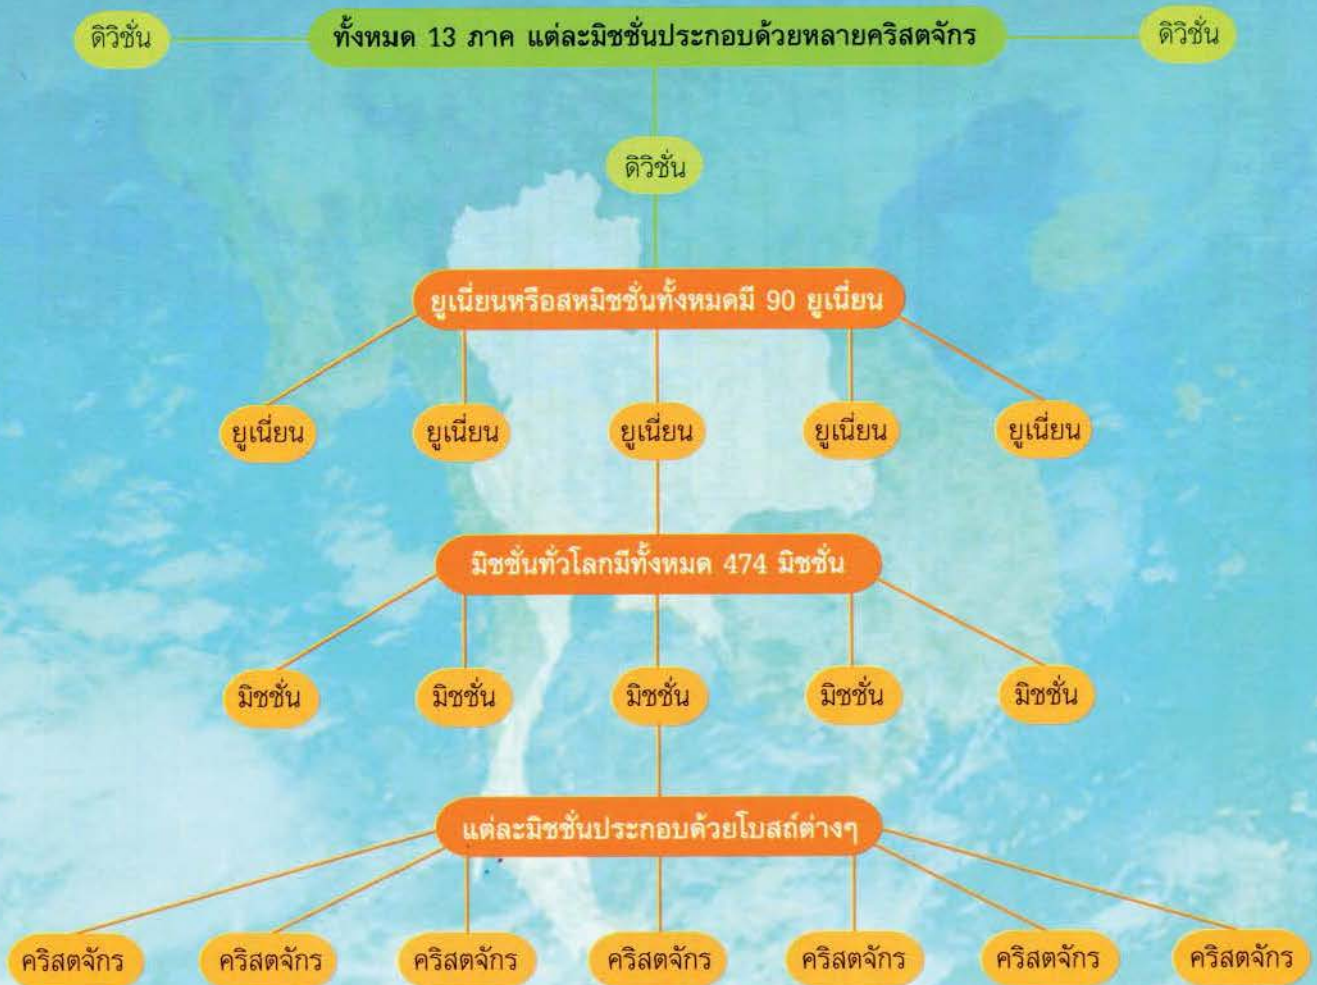 ดิวิชั่น ทั้งหมด 13 ภาค แต่ละมิชชั่นประกอบด้วยหลายคริสตจักร ดิวิชั่น
ดิวิชั่น
ยูเนี่ยนหรือสหมิชชั่นทั้งหมดมี 90 ยูเนี่ยน
ยูเนี่ยน ยูเนี่ยน ยูเนี่ยน ยูเนี่ยน ยูเนี่ยน
มิชชั่นทั่วโลกมีทั้งหมด 474 มิชชั่น
มิชชั่น มิชชั่น มิชชั่น มิชชั่น มิชชั่น
แต่ละมิชชั่นประกอบด้วยโบสถ์ต่างๆ
คริสตจักร คริสตจักร คริสตจักร คริสตจักร คริสตจักร คริสตจักร คริสตจักร